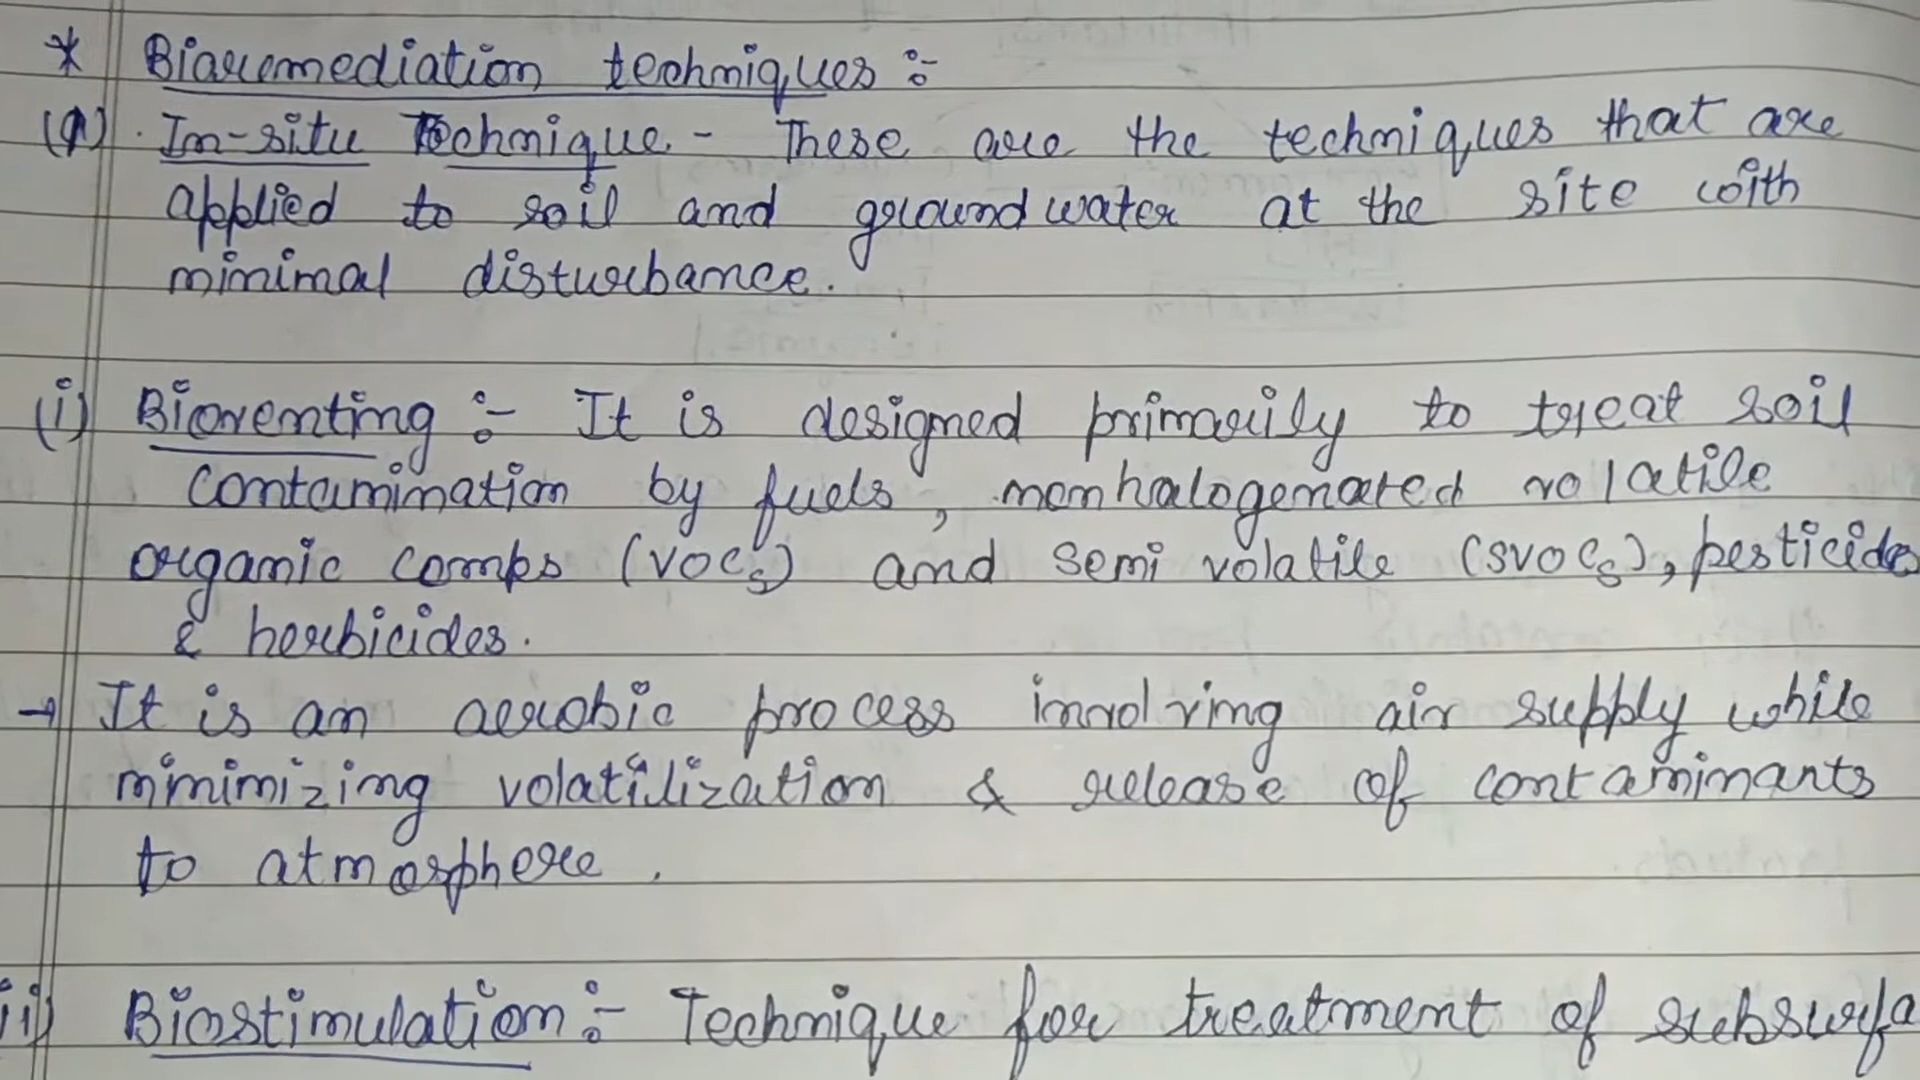 * Bioremediation techniques :-
(a) In-situ Technique - These are the techniques that are
applied to soil and groundwater at the site with
minimal disturbance.
(i) Bioventing :- It is designed primarily to treat soil
contamination by fuels, nonhalogenated volatile
organic comps (VOCs) and semi volatile (SVOCs), pesticides
& herbicides.
→ It is an aerobic process involving air supply while
minimizing volatilization & release of contaminants
to atmosphere.
ii) Biostimulation :- Technique for treatment of subsurfa